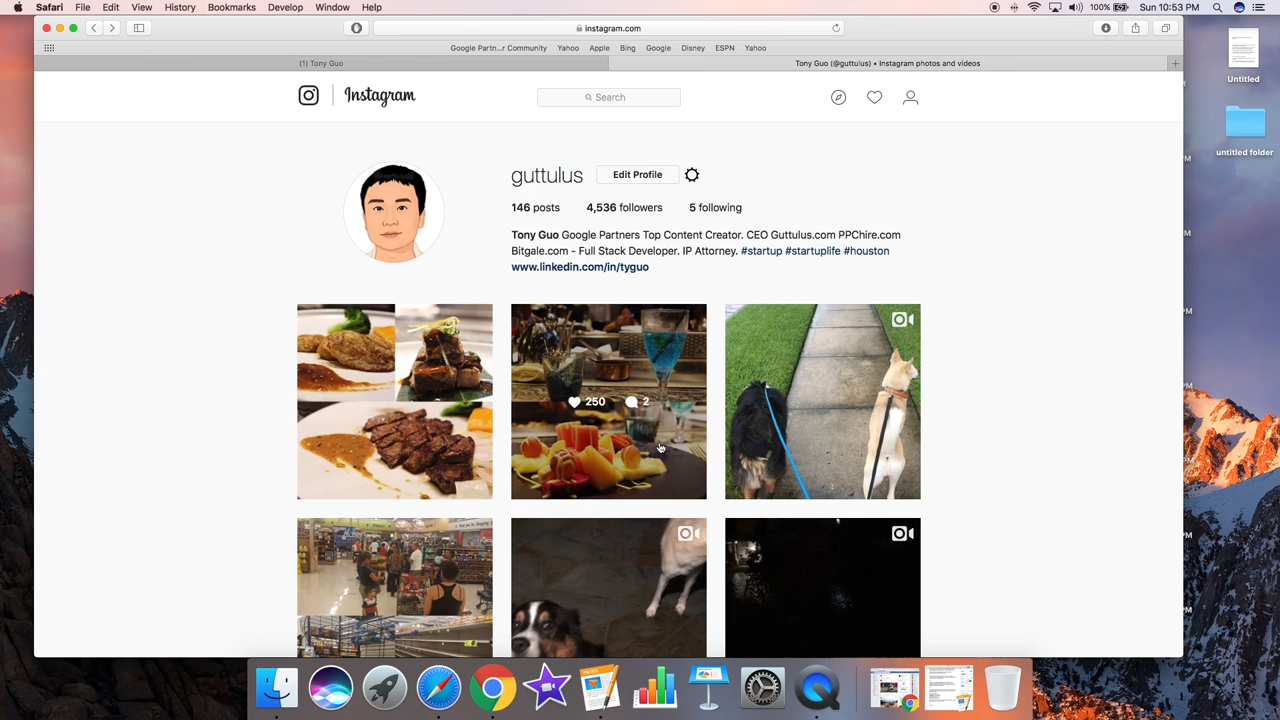 Safari File Edit View History Bookmarks Develop Window Help 100% Sun 10:53 PM
instagram.com
Google Partn...r Community Yahoo Apple Bing Google Disney ESPN Yahoo
(1) Tony Guo Tony Guo (@guttulus) • Instagram photos and videos +
Untitled
Instagram Search
untitled folder
guttulus Edit Profile
146 posts 4,536 followers 5 following
Tony Guo Google Partners Top Content Creator. CEO Guttulus.com PPChire.com
Bitgale.com - Full Stack Developer. IP Attorney. #startup #startuplife #houston
www.linkedin.com/in/tyguo
250 2